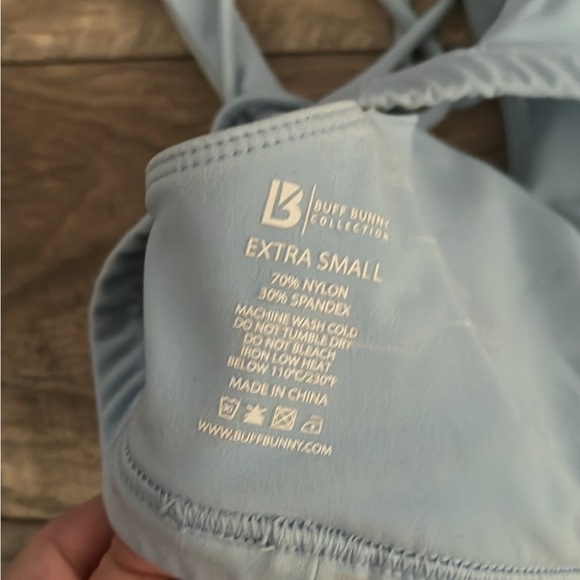 B BUFF BUNNY
COLLECTION
EXTRA SMALL
70% NYLON
30% SPANDEX
MACHINE WASH COLD
DO NOT TUMBLE DRY
DO NOT BLEACH
IRON LOW HEAT
BELOW 110°C/230°F
MADE IN CHINA
WWW.BUFFBUNNY.COM